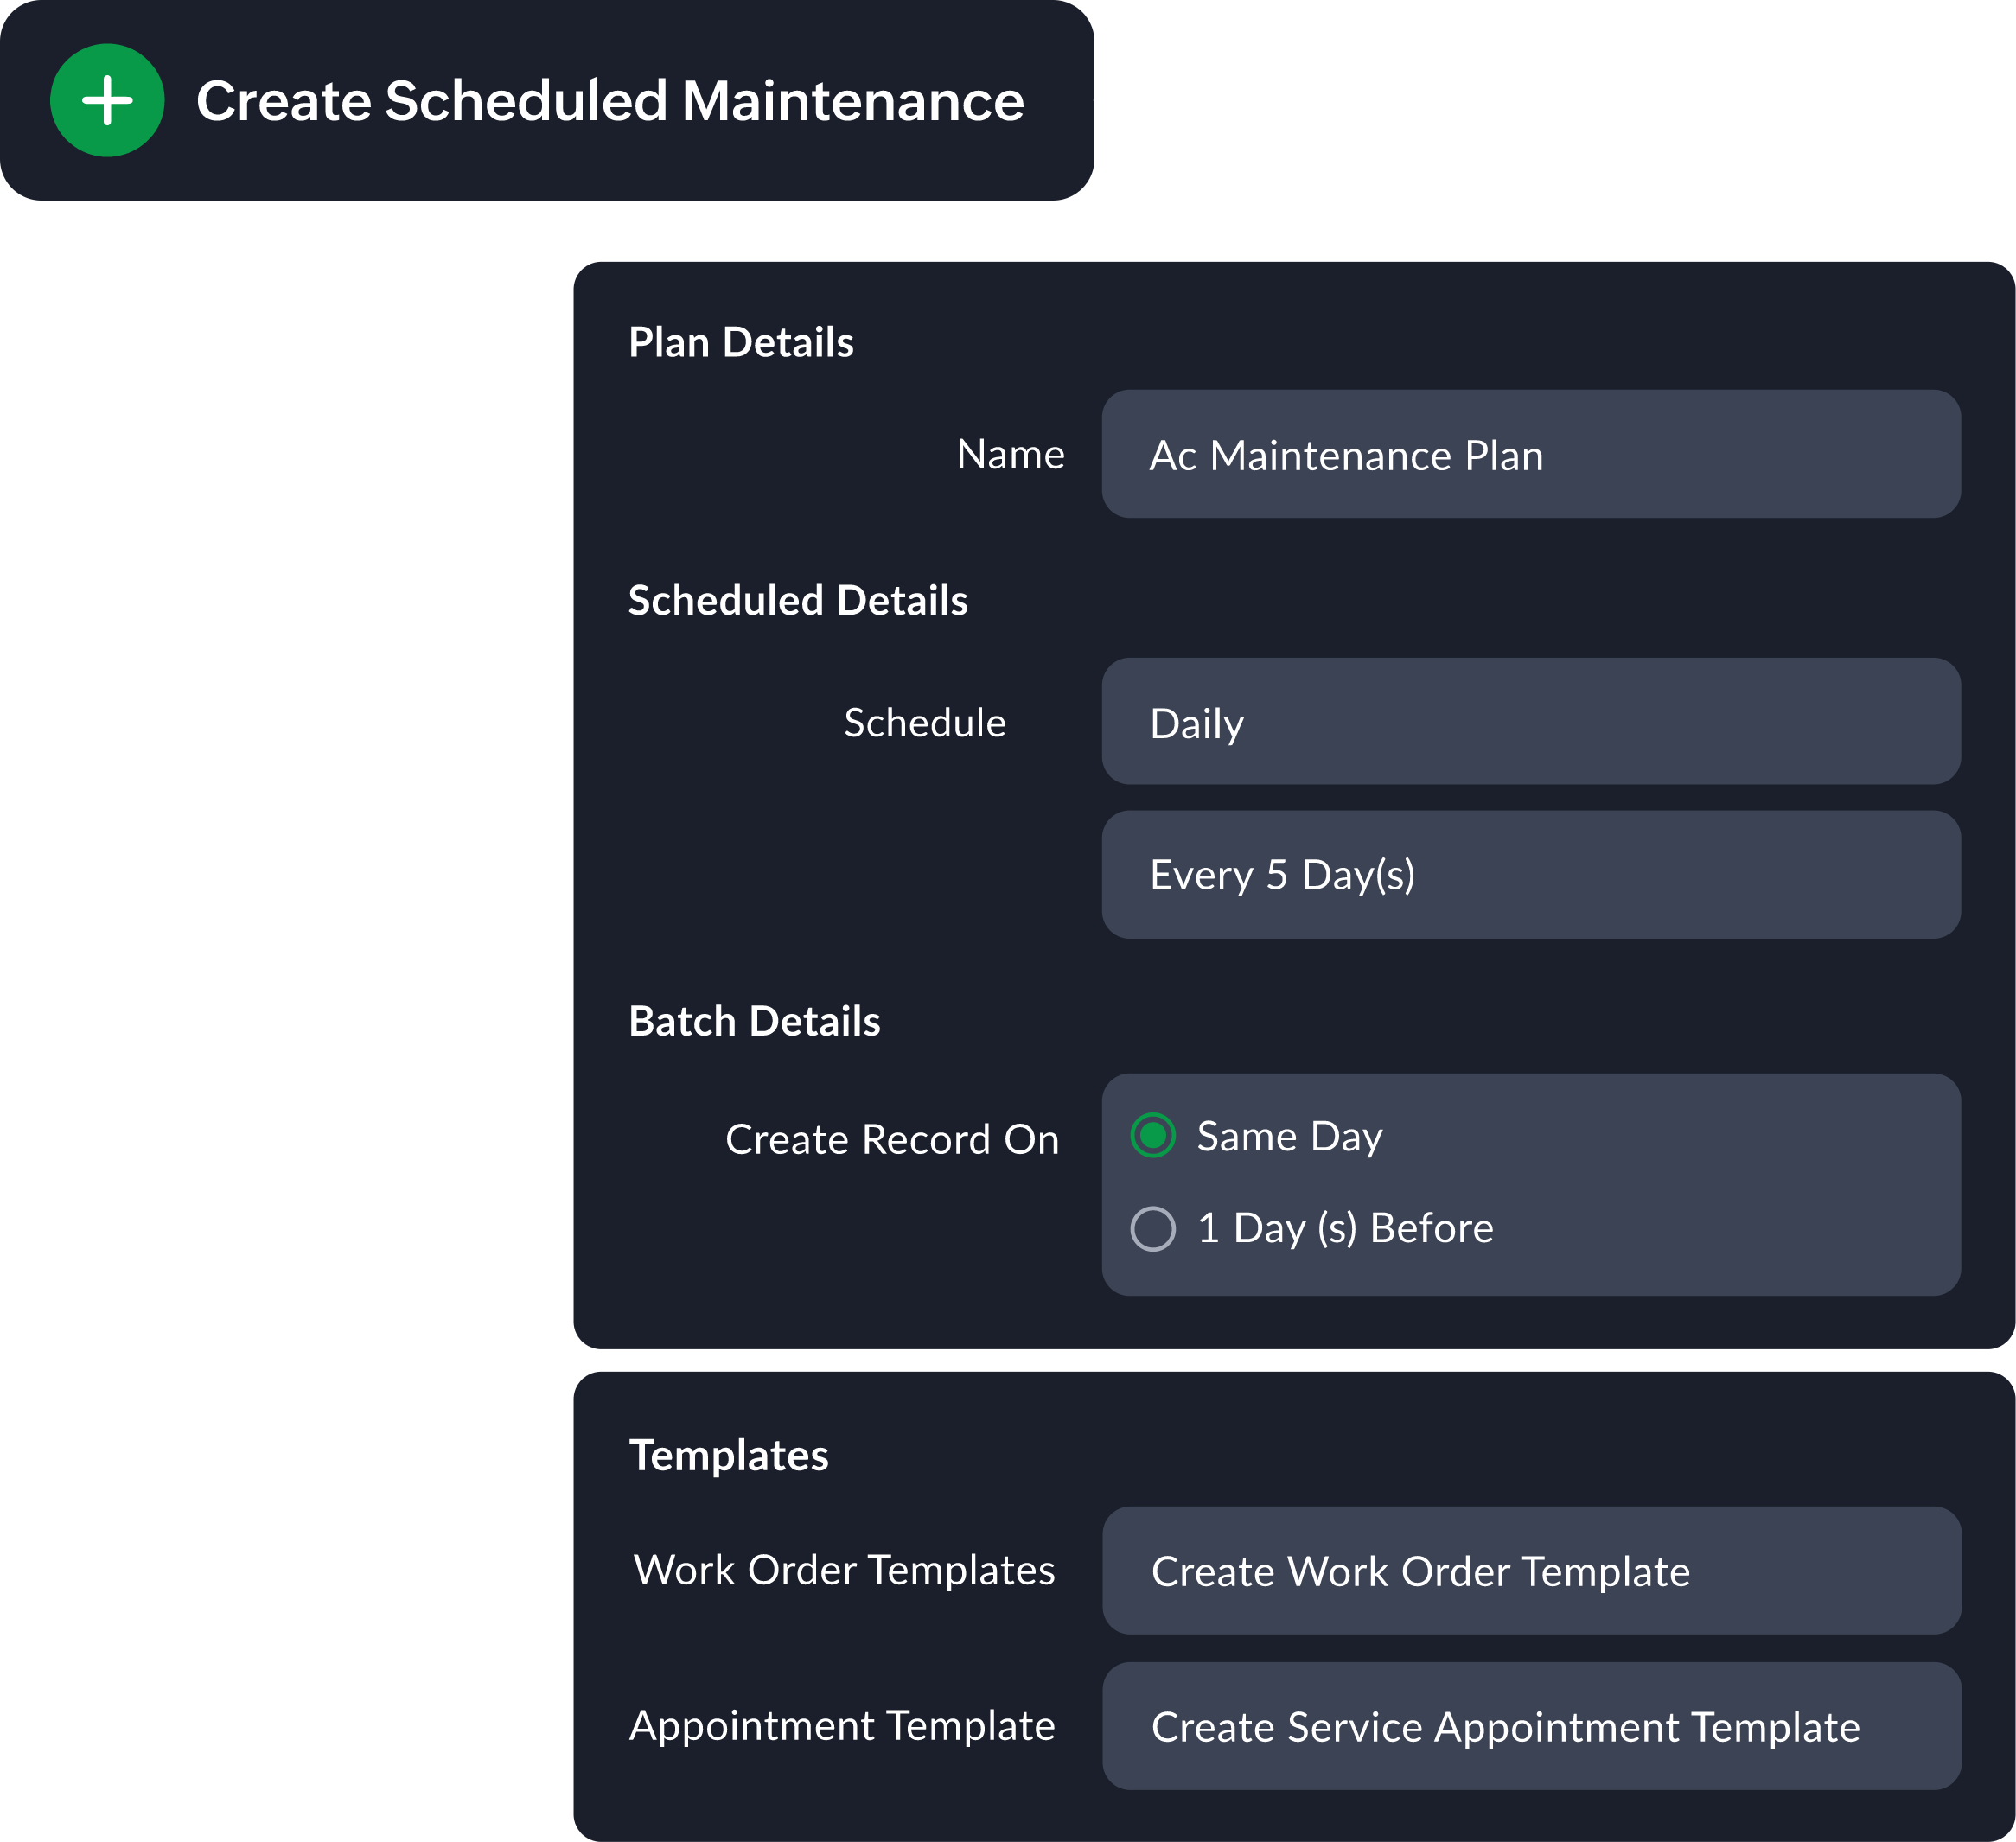 Create Scheduled Maintenance
Plan Details
Name
Ac Maintenance Plan
Scheduled Details
Schedule
Daily
Every 5 Day(s)
Batch Details
Create Record On
Same Day
1 Day (s) Before
Templates
Work Order Templates
Create Work Order Template
Appointment Template
Create Service Appointment Template